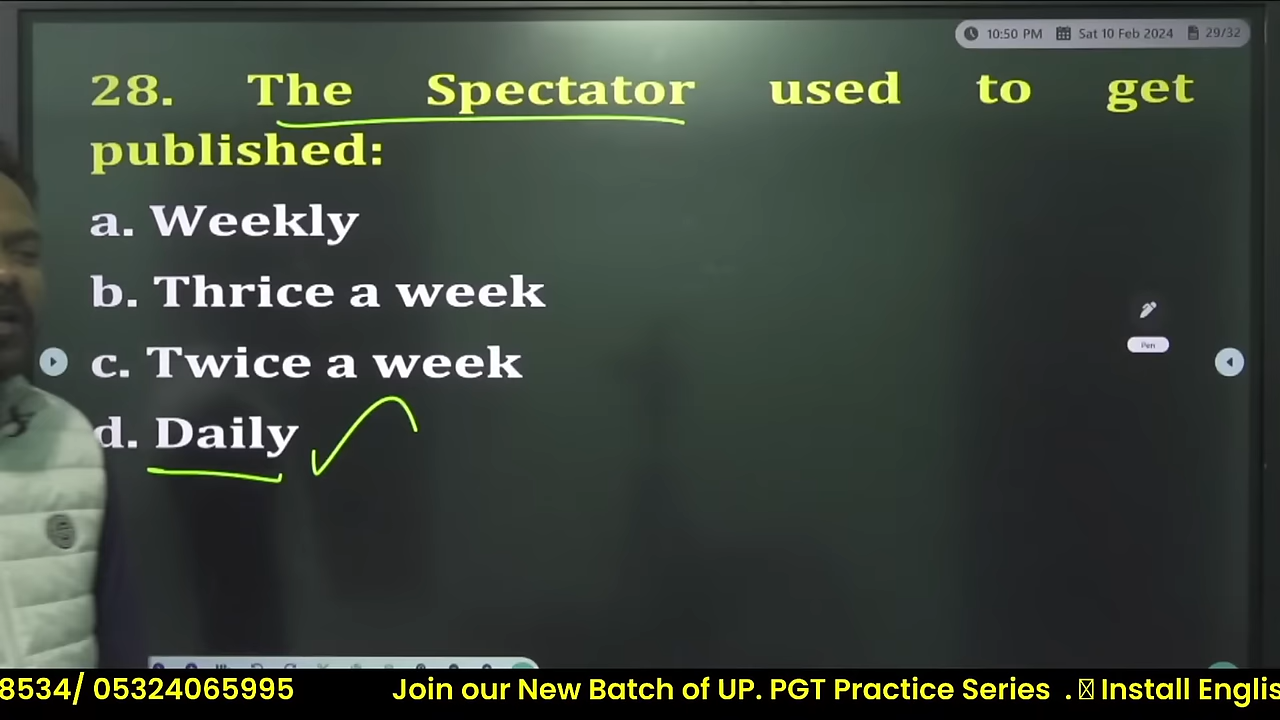 10:50 PM Sat 10 Feb 2024 29/32
28. The Spectator used to get
published:
a. Weekly
b. Thrice a week
c. Twice a week
d. Daily
Pen
8534/ 05324065995 Join our New Batch of UP. PGT Practice Series . Install Englis